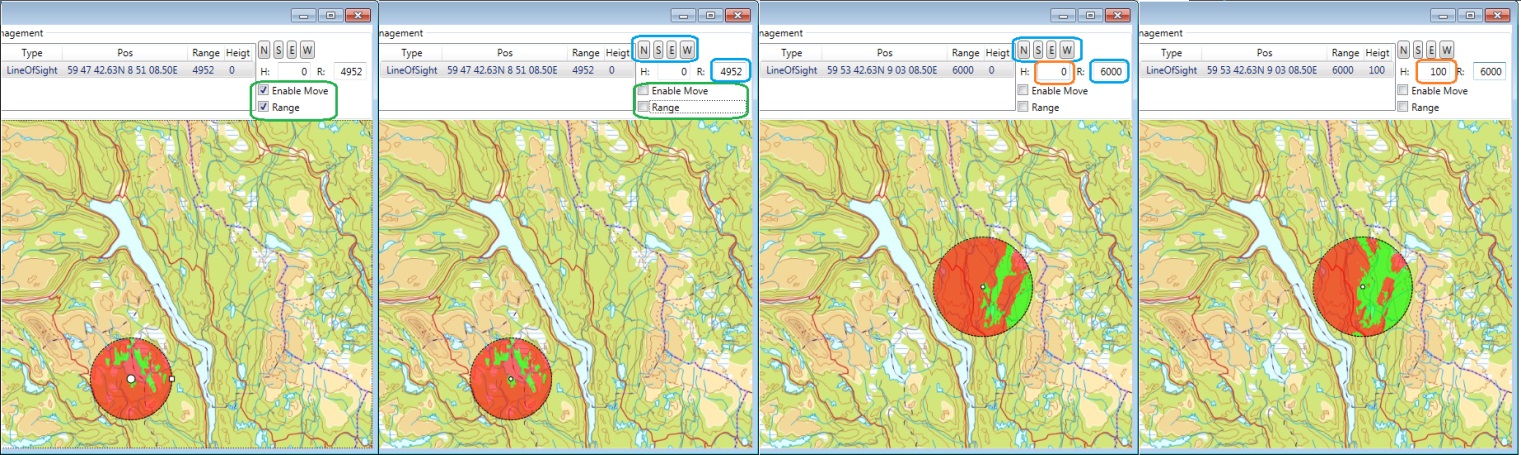 nagement
Type Pos Range Heigt N S E W
LineOfSight 59 47 42.63N 8 51 08.50E 4952 0 H: 0 R: 4952
Enable Move
Range
nagement
Type Pos Range Heigt N S E W
LineOfSight 59 47 42.63N 8 51 08.50E 4952 0 H: 0 R: 4952
Enable Move
Range
nagement
Type Pos Range Heigt N S E W
LineOfSight 59 53 42.63N 9 03 08.50E 6000 0 H: 0 R: 6000
Enable Move
Range
nagement
Type Pos Range Heigt N S E W
LineOfSight 59 53 42.63N 9 03 08.50E 6000 100 H: 100 R: 6000
Enable Move
Range